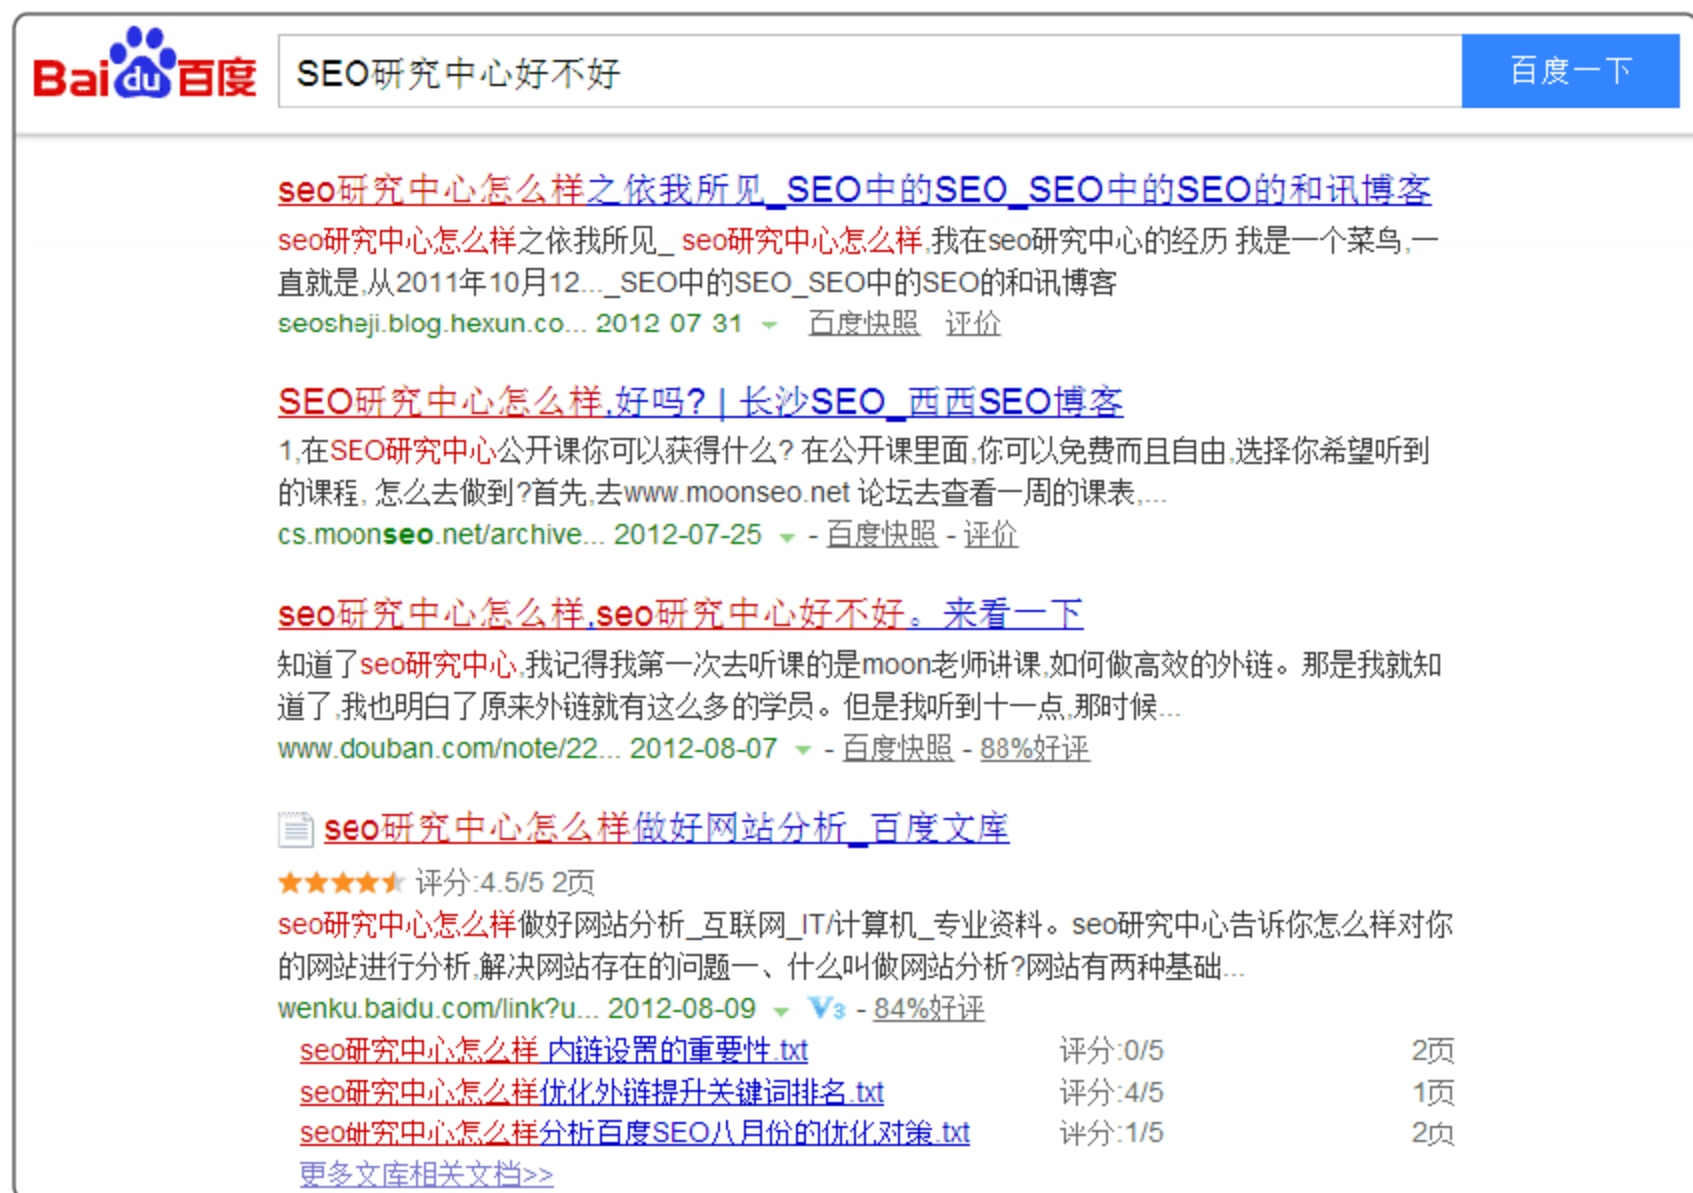 Bai du 百度
SEO研究中心好不好
百度一下
seo研究中心怎么样之依我所见_SEO中的SEO_SEO中的SEO的和讯博客
seo研究中心怎么样之依我所见_ seo研究中心怎么样,我在seo研究中心的经历 我是一个菜鸟,一
直就是,从2011年10月12..._SEO中的SEO_SEO中的SEO的和讯博客
seosheji.blog.hexun.co... 2012 07 31 百度快照 评价
SEO研究中心怎么样,好吗? | 长沙SEO_西西SEO博客
1,在SEO研究中心公开课你可以获得什么? 在公开课里面,你可以免费而且自由,选择你希望听到
的课程, 怎么去做到?首先,去www.moonseo.net 论坛去查看一周的课表,...
cs.moonseo.net/archive... 2012-07-25 - 百度快照 - 评价
seo研究中心怎么样,seo研究中心好不好。来看一下
知道了seo研究中心,我记得我第一次去听课的是moon老师讲课,如何做高效的外链。那是我就知
道了,我也明白了原来外链就有这么多的学员。但是我听到十一点,那时候...
www.douban.com/note/22... 2012-08-07 - 百度快照 - 88%好评
seo研究中心怎么样做好网站分析_百度文库
评分:4.5/5 2页
seo研究中心怎么样做好网站分析_互联网_IT/计算机_专业资料。seo研究中心告诉你怎么样对你
的网站进行分析,解决网站存在的问题一、什么叫做网站分析?网站有两种基础...
wenku.baidu.com/link?u... 2012-08-09 V3 - 84%好评
seo研究中心怎么样 内链设置的重要性.txt 评分:0/5 2页
seo研究中心怎么样优化外链提升关键词排名.txt 评分:4/5 1页
seo研究中心怎么样分析百度SEO八月份的优化对策.txt 评分:1/5 2页
更多文库相关文档>>